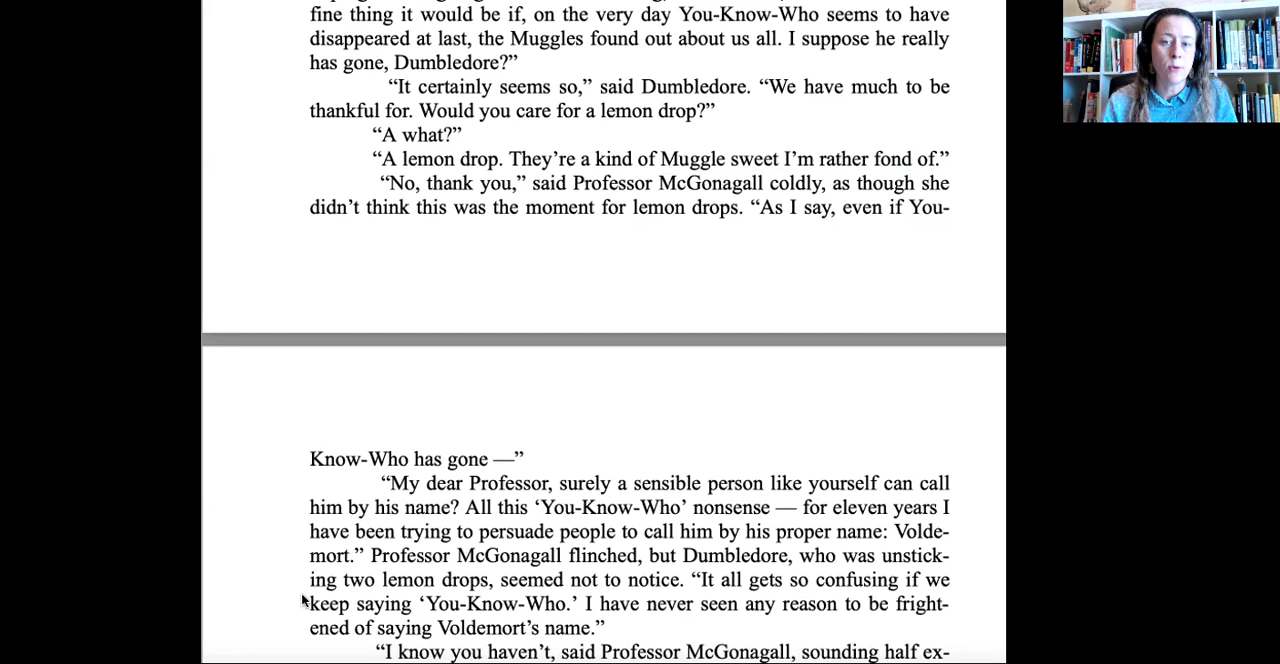 fine thing it would be if, on the very day You-Know-Who seems to have
disappeared at last, the Muggles found out about us all. I suppose he really
has gone, Dumbledore?”
“It certainly seems so,” said Dumbledore. “We have much to be
thankful for. Would you care for a lemon drop?”
“A what?”
“A lemon drop. They’re a kind of Muggle sweet I’m rather fond of.”
“No, thank you,” said Professor McGonagall coldly, as though she
didn’t think this was the moment for lemon drops. “As I say, even if You-
Know-Who has gone —”
“My dear Professor, surely a sensible person like yourself can call
him by his name? All this ‘You-Know-Who’ nonsense — for eleven years I
have been trying to persuade people to call him by his proper name: Volde-
mort.” Professor McGonagall flinched, but Dumbledore, who was unstick-
ing two lemon drops, seemed not to notice. “It all gets so confusing if we
keep saying ‘You-Know-Who.’ I have never seen any reason to be fright-
ened of saying Voldemort’s name.”
“I know you haven’t, said Professor McGonagall, sounding half ex-